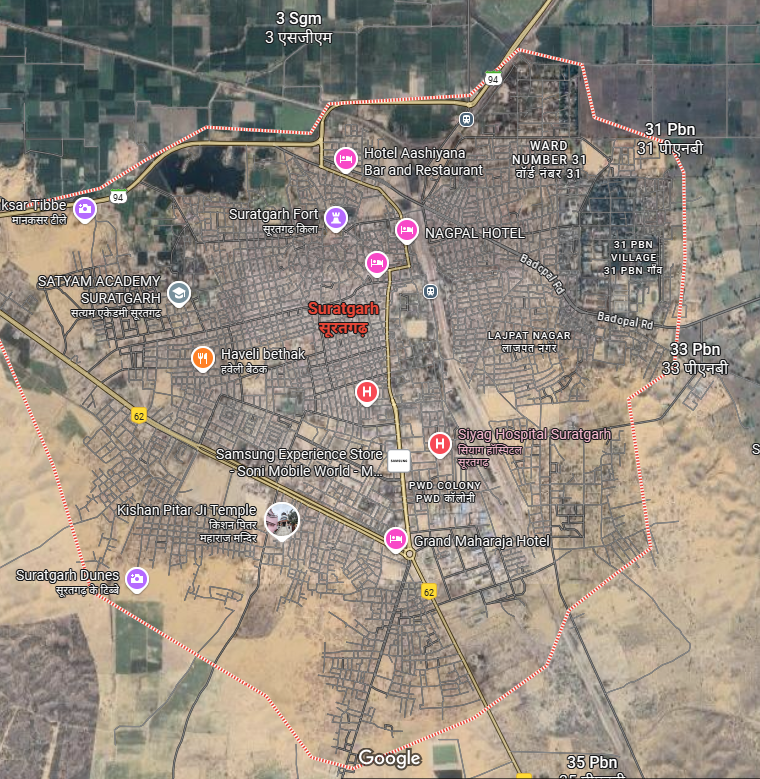 3 Sgm
3 एसजीएम
94
31 Pbn
31 पीएनबी
WARD
NUMBER 31
वॉर्ड नंबर 31
Hotel Aashiyana
Bar and Restaurant
94
ksar Tibbe
मानकसर टीले
Suratgarh Fort
सूरतगढ़ किला
NAGPAL HOTEL
31 PBN
VILLAGE
31 PBN गाँव
Badopal Rd
SATYAM ACADEMY
SURATGARH
सत्यम एकेडमी सूरतगढ़
Suratgarh
सूरतगढ़
Badopal Rd
LAJPAT NAGAR
लाजपत नगर
33 Pbn
33 पीएनबी
Haveli bethak
हवेली बेठक
H
62
Siyag Hospital Suratgarh
सियाग हॉस्पिटल
सूरतगढ़
H
Samsung Experience Store
- Soni Mobile World - M...
SAMSUNG
S
PWD COLONY
PWD कॉलोनी
Kishan Pitar Ji Temple
किशन पितर
महाराज मन्दिर
Grand Maharaja Hotel
Suratgarh Dunes
सूरतगढ़ के टिब्बे
62
Google
35 Pbn